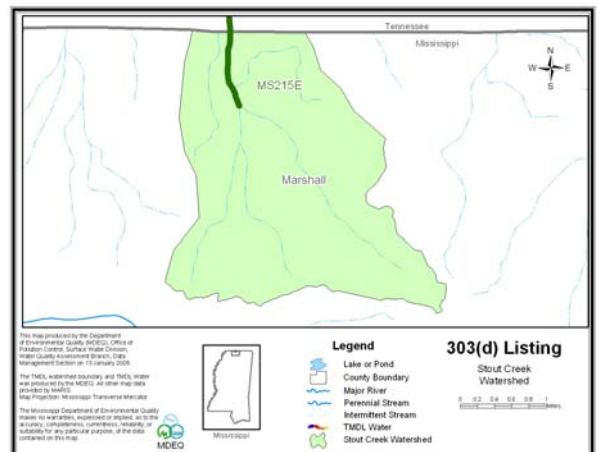 Tennessee
Mississippi
N
W E
S
MS215E
Marshall
This map produced by the Department
of Environmental Quality (MDEQ), Office of
Pollution Control, Surface Water Division,
Water Quality Assessment Branch, Data
Management Section on 13 January 2005
The TMDL watershed boundary and TMDL Water
was produced by the MDEQ. All other map data
provided by MARIS.
Map Projection: Mississippi Transverse Mercator
The Mississippi Department of Environmental Quality
makes no warranties, expressed or implied, as to the
accuracy, completeness, currentness, reliability, or
suitability for any particular purpose, of the data
contained on this map.
MDEQ
Mississippi
Legend
Lake or Pond
County Boundary
Major River
Perennial Stream
Intermittent Stream
TMDL Water
Stout Creek Watershed
303(d) Listing
Stout Creek
Watershed
0 0.2 0.4 0.6 0.8 1
Miles